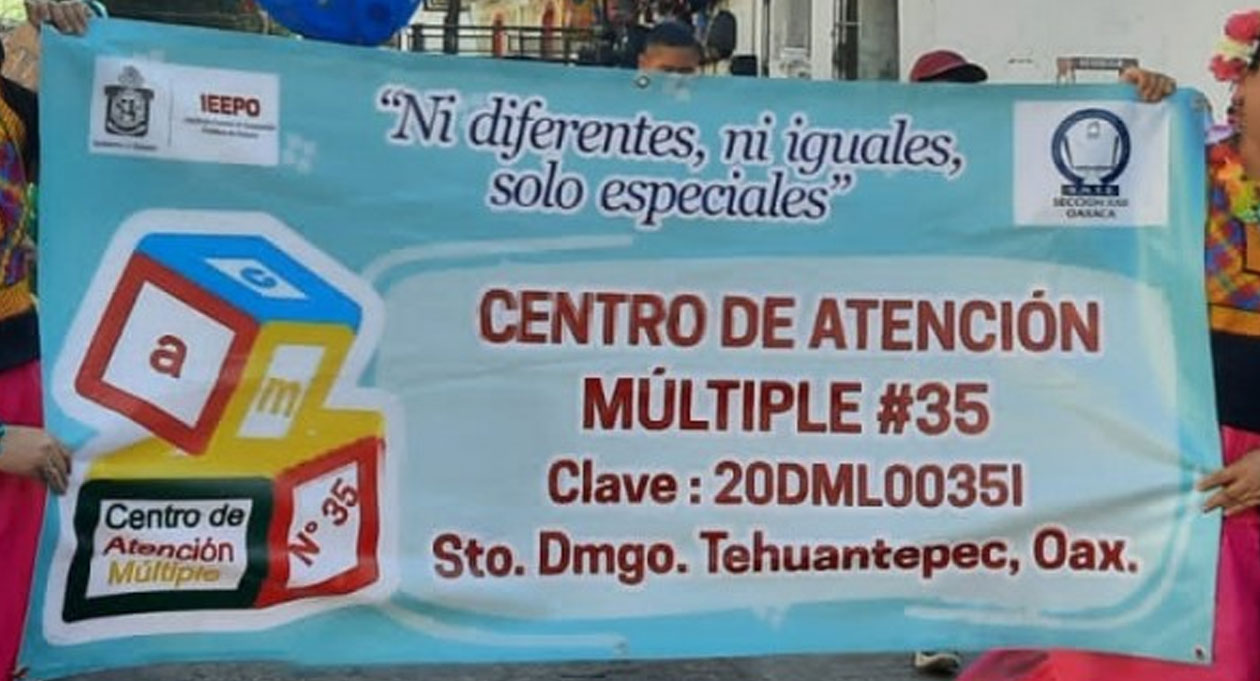 IEEPO
"Ni diferentes, ni iguales,
solo especiales"
SECCION XXII
OAXACA
c
a
m
CENTRO DE ATENCIÓN
MÚLTIPLE #35
Clave : 20DML0035I
Sto. Dmgo. Tehuantepec, Oax.
Centro de
Atención
Múltiple
N° 35